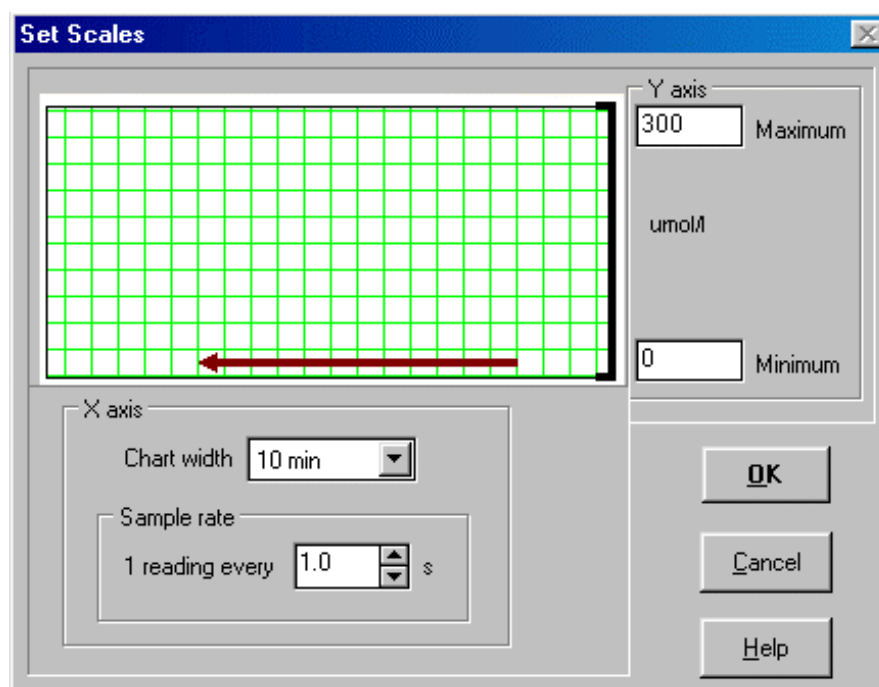 Set Scales
Y axis
300 Maximum
umol/l
0 Minimum
X axis
Chart width 10 min
Sample rate
1 reading every 1.0 s
OK
Cancel
Help